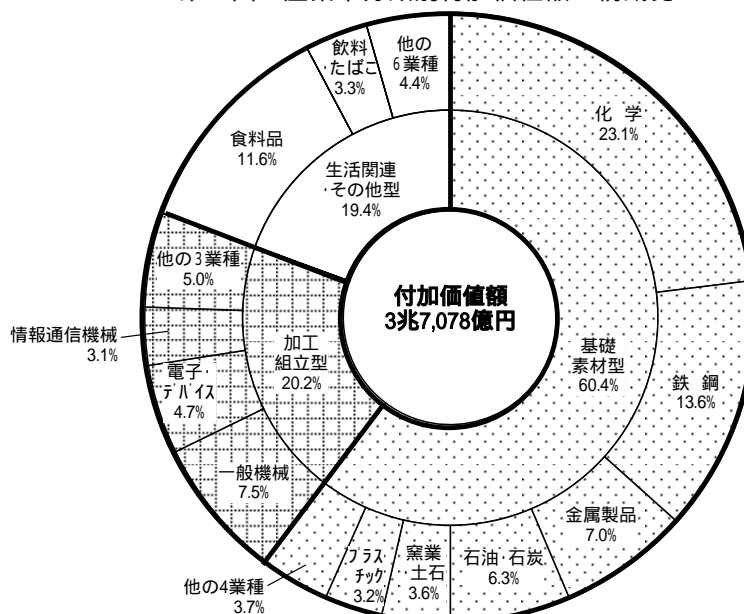 飲料
・たばこ
3.3%
他の
6業種
4.4%
化 学
23.1%
食料品
11.6%
生活関連
・その他型
19.4%
他の3業種
5.0%
付加価値額
3兆7,078億円
情報通信機械
3.1%
加工
組立型
20.2%
基礎
素材型
60.4%
電子・
デバイス
4.7%
鉄 鋼
13.6%
一般機械
7.5%
金属製品
7.0%
他の4業種
3.7%
プラス
チック
3.2%
窯業
・土石
3.6%
石油・石炭
6.3%